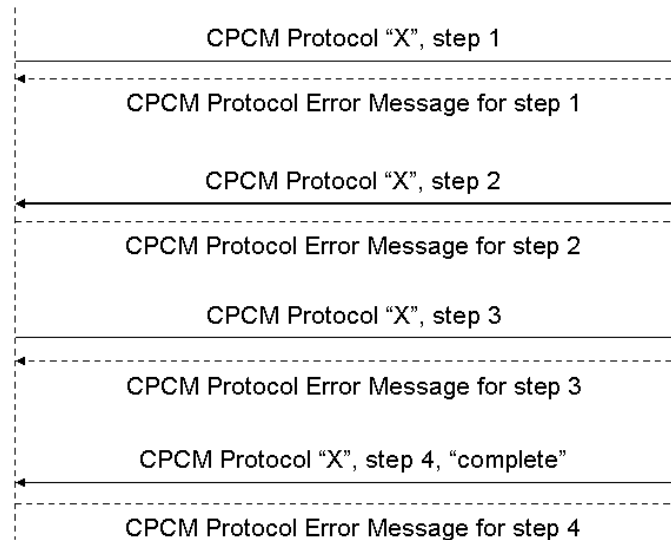 CPCM Protocol “X”, step 1
CPCM Protocol Error Message for step 1
CPCM Protocol “X”, step 2
CPCM Protocol Error Message for step 2
CPCM Protocol “X”, step 3
CPCM Protocol Error Message for step 3
CPCM Protocol “X”, step 4, “complete”
CPCM Protocol Error Message for step 4